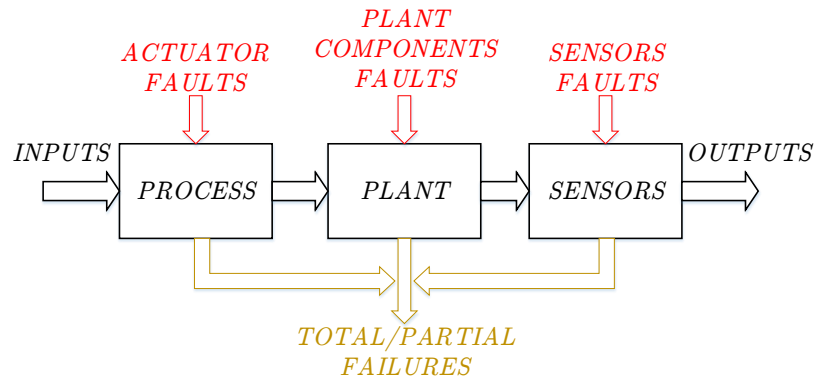 ACTUATOR
FAULTS
PLANT
COMPONENTS
FAULTS
SENSORS
FAULTS
INPUTS
PROCESS
PLANT
SENSORS
OUTPUTS
TOTAL/PARTIAL
FAILURES